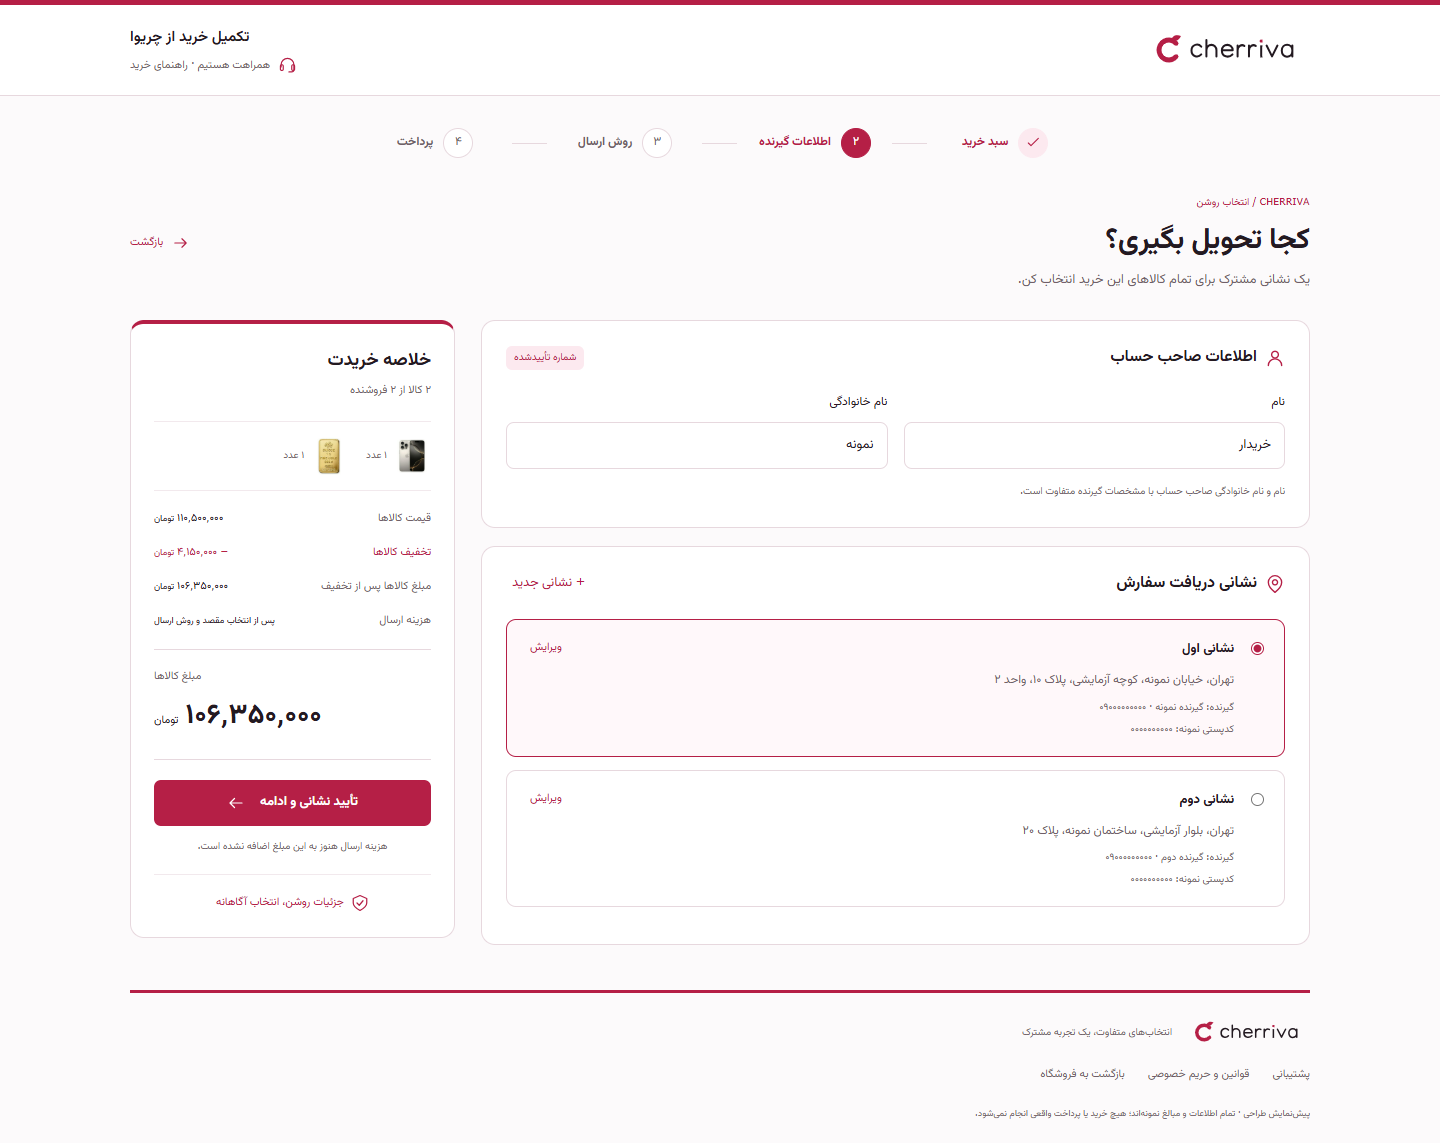 cherriva
تکمیل خرید از چریوا
همراهت هستیم · راهنمای خرید
سبد خرید
۲ اطلاعات گیرنده
۳ روش ارسال
۴ پرداخت
CHERRIVA / انتخاب روشن
کجا تحویل بگیری؟
بازگشت
یک نشانی مشترک برای تمام کالاهای این خرید انتخاب کن.
اطلاعات صاحب حساب
شماره تأییدشده
نام
نام خانوادگی
خریدار
نمونه
نام و نام خانوادگی صاحب حساب با مشخصات گیرنده متفاوت است.
نشانی دریافت سفارش
+ نشانی جدید
نشانی اول
ویرایش
تهران، خیابان نمونه، کوچه آزمایشی، پلاک ۱۰، واحد ۲
گیرنده: گیرنده نمونه · ۰۹۰۰۰۰۰۰۰۰۰
کدپستی نمونه: ۰۰۰۰۰۰۰۰۰۰
نشانی دوم
ویرایش
تهران، بلوار آزمایشی، ساختمان نمونه، پلاک ۲۰
گیرنده: گیرنده دوم · ۰۹۰۰۰۰۰۰۰۰۰
کدپستی نمونه: ۰۰۰۰۰۰۰۰۰۰
خلاصه خریدت
۲ کالا از ۲ فروشنده
۱ عدد
۱ عدد
قیمت کالاها ۱۱۰,۵۰۰,۰۰۰ تومان
تخفیف کالاها − ۴,۱۵۰,۰۰۰ تومان
مبلغ کالاها پس از تخفیف ۱۰۶,۳۵۰,۰۰۰ تومان
هزینه ارسال پس از انتخاب مقصد و روش ارسال
مبلغ کالاها
۱۰۶,۳۵۰,۰۰۰ تومان
تأیید نشانی و ادامه
هزینه ارسال هنوز به این مبلغ اضافه نشده است.
جزئیات روشن، انتخاب آگاهانه
cherriva
انتخاب‌های متفاوت، یک تجربه مشترک
پشتیبانی
قوانین و حریم خصوصی
بازگشت به فروشگاه
پیش‌نمایش طراحی · تمام اطلاعات و مبالغ نمونه‌اند؛ هیچ خرید یا پرداخت واقعی انجام نمی‌شود.